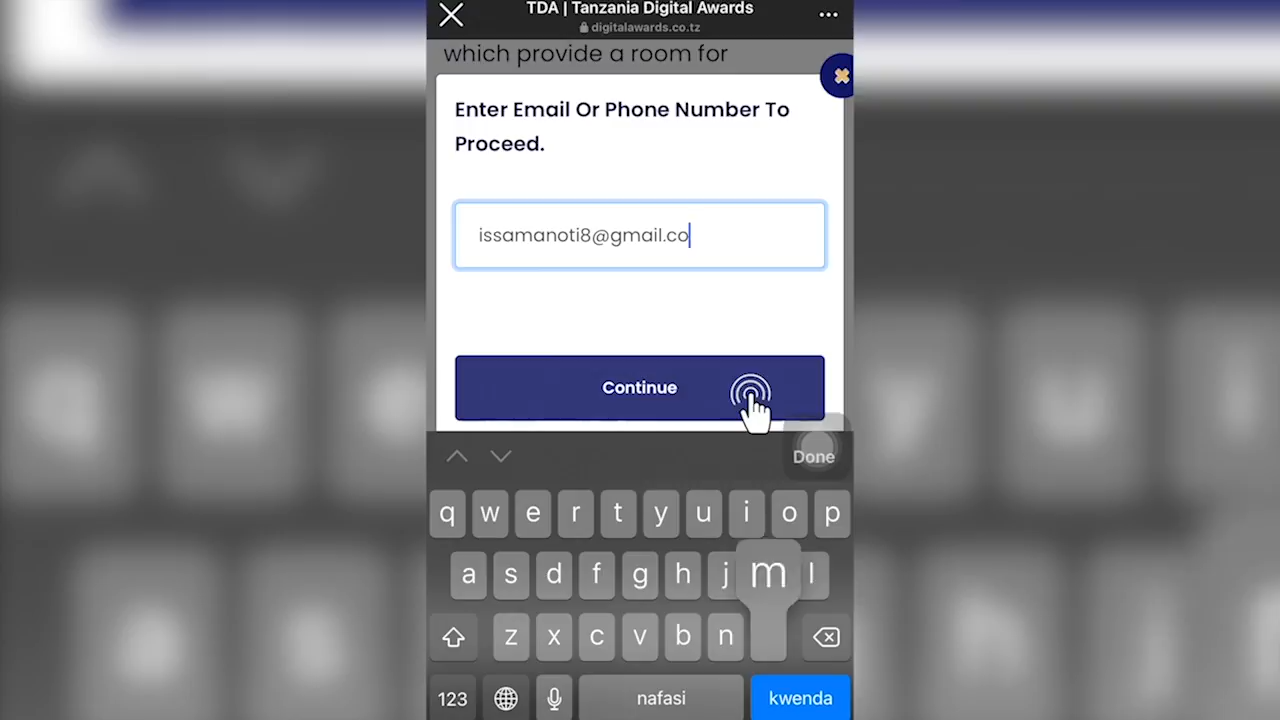 TDA | Tanzania Digital Awards
digitalawards.co.tz
which provide a room for
Enter Email Or Phone Number To
Proceed.
issamanoti8@gmail.co
Continue
Done
q w e r t y u i o p
a s d f g h j m l
z x c v b n
123 nafasi kwenda